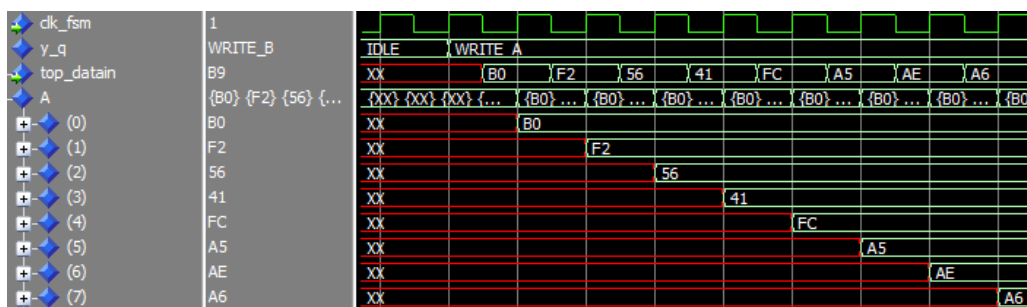 clk_fsm 1
y_q WRITE_B IDLE WRITE_A
top_datain B9 XX B0 F2 56 41 FC A5 AE A6
A {B0} {F2} {56} {... {XX} {XX} {XX} {... {B0} ... {B0} ... {B0} ... {B0} ... {B0} ... {B0} ... {B0} ... {B0
(0) B0 XX B0
(1) F2 XX F2
(2) 56 XX 56
(3) 41 XX 41
(4) FC XX FC
(5) A5 XX A5
(6) AE XX AE
(7) A6 XX A6